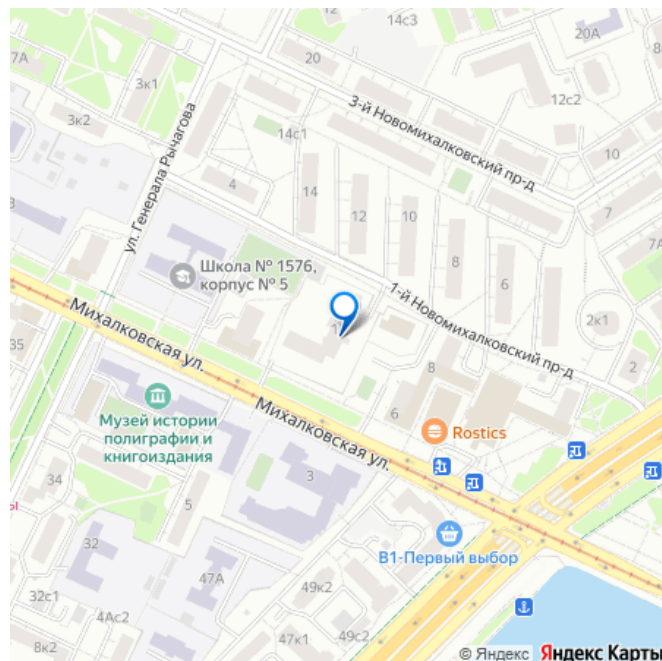 14с3
20А
20
7А
3к1
12с2
3к2
14с1
3-й Новомихалковский пр-д
10
ул. Генерала Рычагова
4
14
12
10
7
8
6
7А
Школа № 1576,
корпус № 5
1-й Новомихалковский пр-д
2к1
2
Михалковская ул.
35
8
6
Rostics
Музей истории
полиграфии и
книгоиздания
Михалковская ул.
3
34
5
ы
32
В1-Первый выбор
47А
49к2
32с1
4Ас2
8к2
47к1
49с2
© Яндекс Яндекс Карты